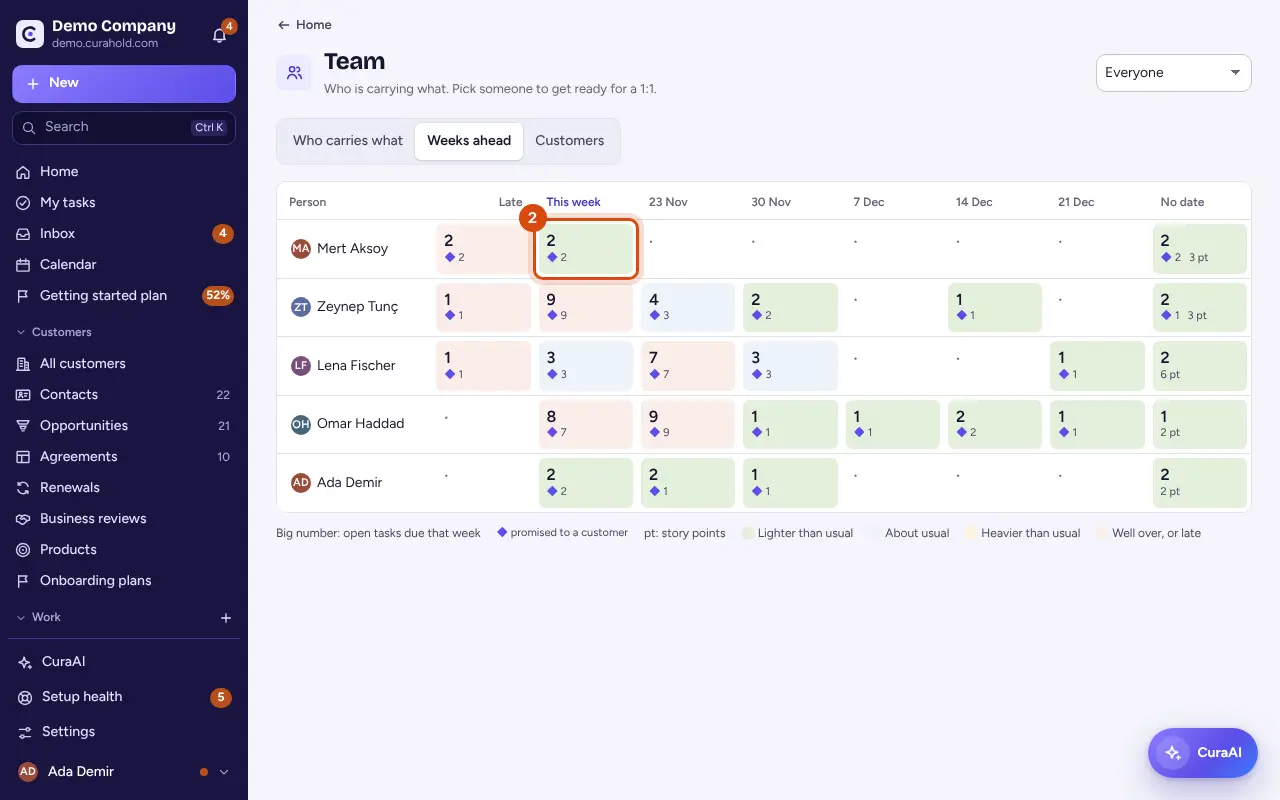 Demo Company
demo.curahold.com
4
New
Search
Ctrl K
Home
My tasks
Inbox
4
Calendar
Getting started plan
52%
Customers
All customers
Contacts
22
Opportunities
21
Agreements
10
Renewals
Business reviews
Products
Onboarding plans
Work
CuraAI
Setup health
5
Settings
AD
Ada Demir
← Home
Team
Who is carrying what. Pick someone to get ready for a 1:1.
Everyone
Who carries what
Weeks ahead
Customers
Person Late This week 23 Nov 30 Nov 7 Dec 14 Dec 21 Dec No date
2
MA Mert Aksoy
2
2
2
2
·
·
·
·
·
2
2 3 pt
ZT Zeynep Tunç
1
1
9
9
4
3
2
2
·
1
1
·
2
1 3 pt
LF Lena Fischer
1
1
3
3
7
7
3
3
·
·
1
1
2
6 pt
OH Omar Haddad
·
8
7
9
9
1
1
1
1
2
2
1
1
1
2 pt
AD Ada Demir
·
2
2
2
1
1
1
·
·
·
2
2 pt
Big number: open tasks due that week promised to a customer pt: story points Lighter than usual About usual Heavier than usual Well over, or late
CuraAI